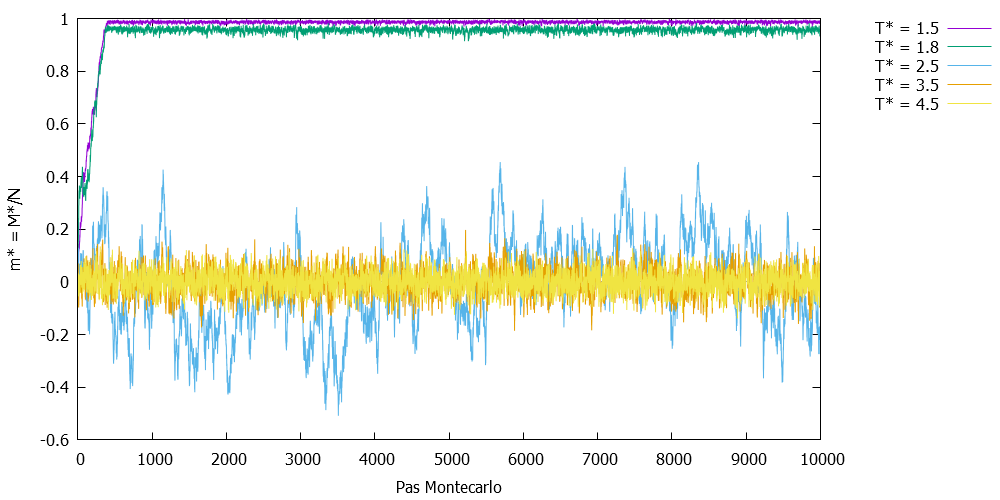 1
0.8
0.6
0.4
0.2
0
-0.2
-0.4
-0.6
m* = M*/N
0 1000 2000 3000 4000 5000 6000 7000 8000 9000 10000
Pas Montecarlo
T* = 1.5
T* = 1.8
T* = 2.5
T* = 3.5
T* = 4.5